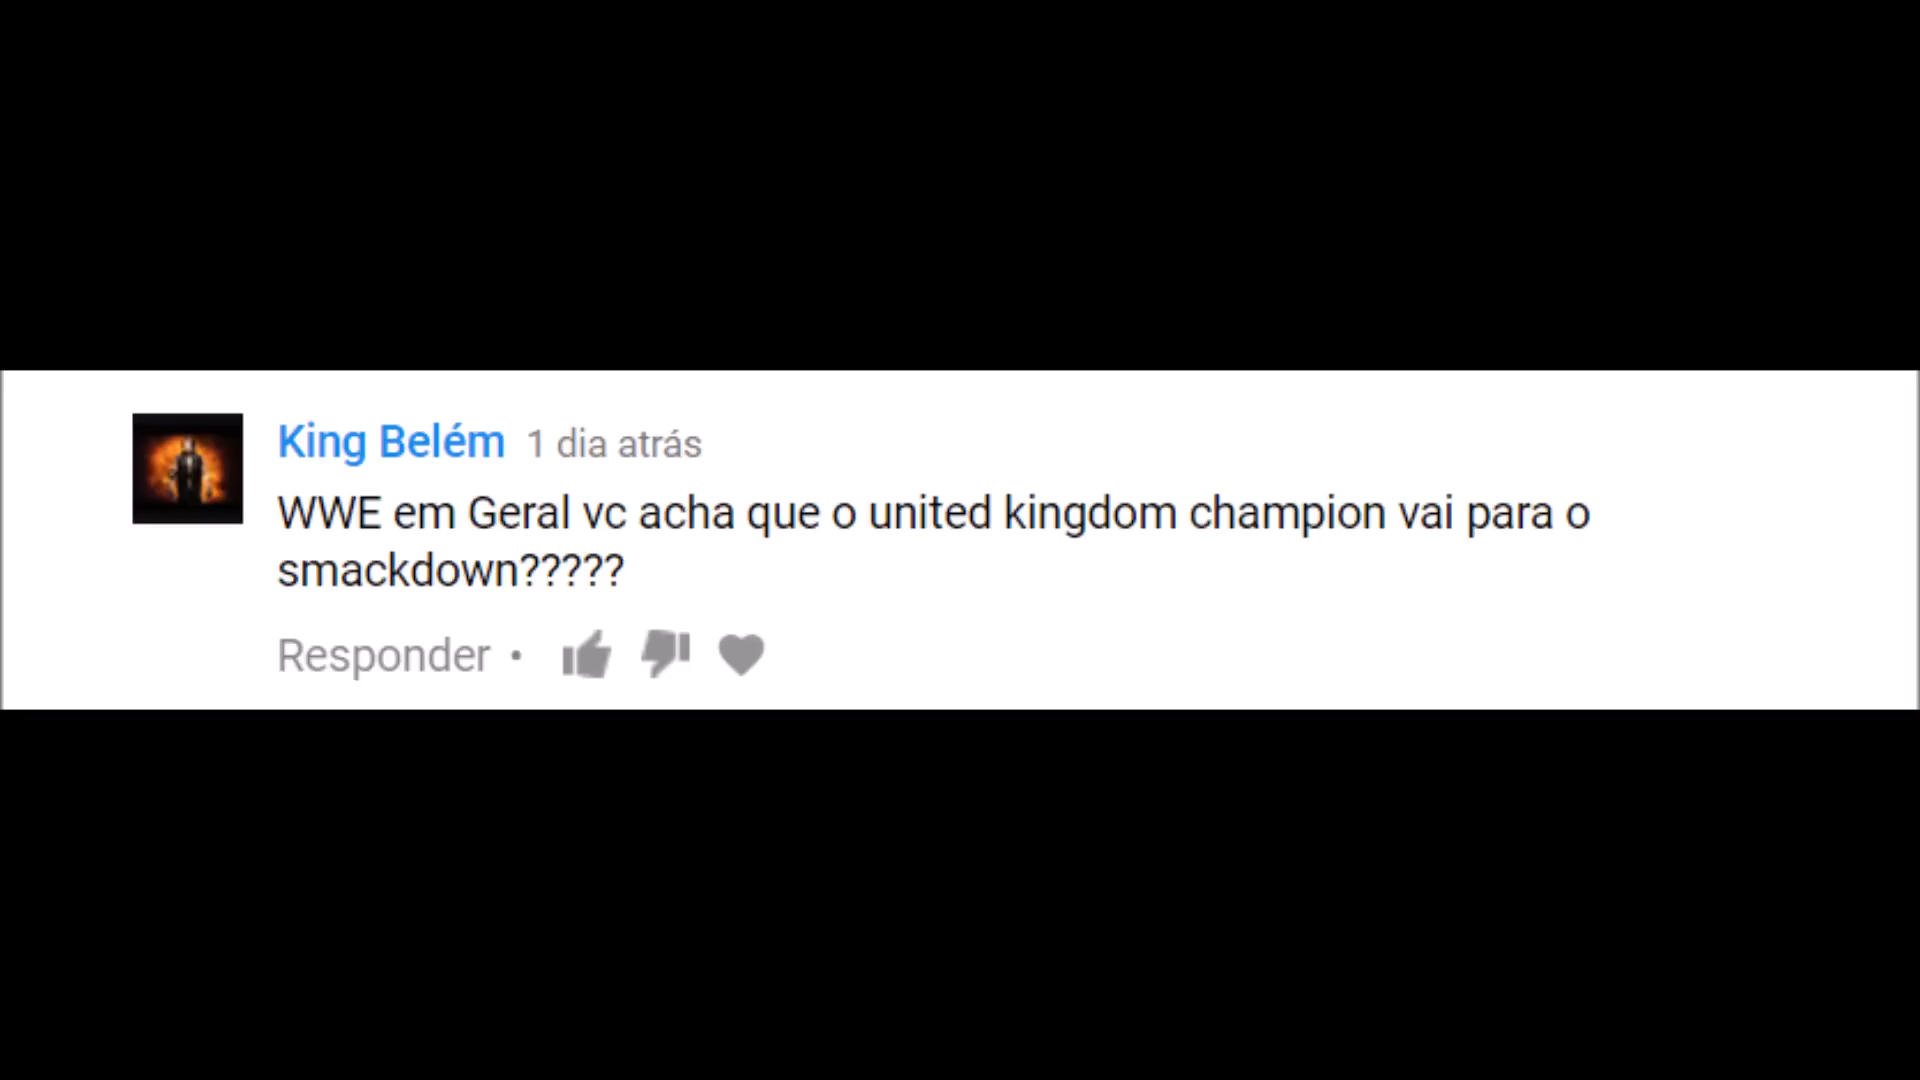 King Belém 1 dia atrás
WWE em Geral vc acha que o united kingdom champion vai para o
smackdown?????
Responder •